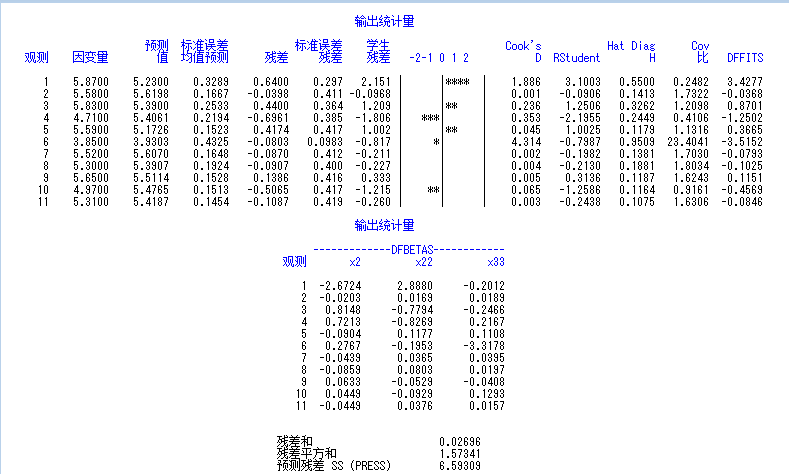 输出统计量
预测 标准误差 标准误差 学生 Cook's Hat Diag Cov
观测 因变量 值 均值预测 残差 残差 残差 -2-1 0 1 2 D RStudent H 比 DFFITS
1 5.8700 5.2300 0.3289 0.6400 0.297 2.151 | |**** | 1.886 3.1003 0.5500 0.2482 3.4277
2 5.5800 5.6198 0.1667 -0.0398 0.411 -0.0968 | | | 0.001 -0.0906 0.1413 1.7322 -0.0368
3 5.8300 5.3900 0.2533 0.4400 0.364 1.209 | |** | 0.236 1.2506 0.3262 1.2098 0.8701
4 4.7100 5.4061 0.2194 -0.6961 0.385 -1.806 | ***| | 0.353 -2.1955 0.2449 0.4106 -1.2502
5 5.5900 5.1726 0.1523 0.4174 0.417 1.002 | |** | 0.045 1.0025 0.1179 1.1316 0.3665
6 3.8500 3.9303 0.4325 -0.0803 0.0983 -0.817 | *| | 4.314 -0.7987 0.9509 23.4041 -3.5152
7 5.5200 5.6070 0.1648 -0.0870 0.412 -0.211 | | | 0.002 -0.1982 0.1381 1.7030 -0.0793
8 5.3000 5.3907 0.1924 -0.0907 0.400 -0.227 | | | 0.004 -0.2130 0.1881 1.8034 -0.1025
9 5.6500 5.5114 0.1528 0.1386 0.416 0.333 | | | 0.005 0.3136 0.1187 1.6243 0.1151
10 4.9700 5.4765 0.1513 -0.5065 0.417 -1.215 | **| | 0.065 -1.2586 0.1164 0.9161 -0.4569
11 5.3100 5.4187 0.1454 -0.1087 0.419 -0.260 | | | 0.003 -0.2438 0.1075 1.6306 -0.0846
输出统计量
-------------DFBETAS------------
观测 x2 x22 x33
1 -2.6724 2.8880 -0.2012
2 -0.0203 0.0169 0.0189
3 0.8148 -0.7794 -0.2466
4 0.7213 -0.8269 0.2167
5 -0.0904 0.1177 0.1108
6 0.2767 -0.1953 -3.3178
7 -0.0439 0.0365 0.0395
8 -0.0859 0.0803 0.0197
9 0.0633 -0.0529 -0.0408
10 0.0449 -0.0929 0.1293
11 -0.0449 0.0376 0.0157
残差和 0.02696
残差平方和 1.57341
预测残差 SS (PRESS) 6.59309